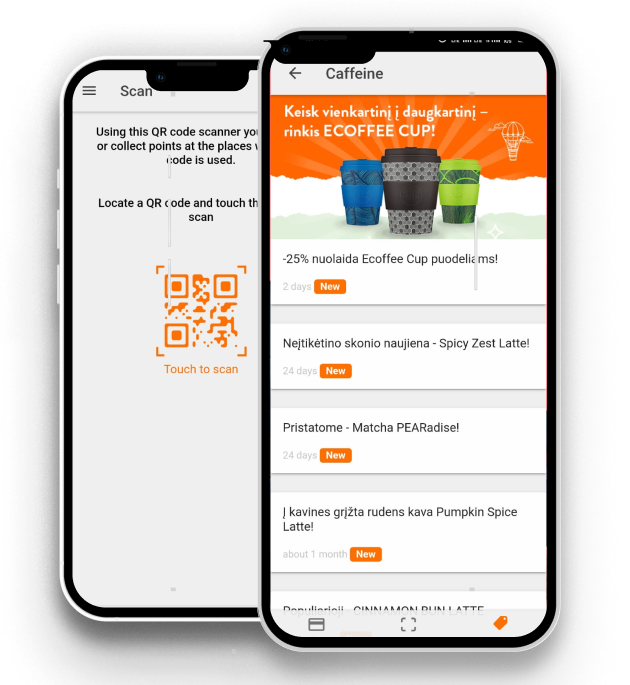 Scan
Using this QR code scanner you
or collect points at the places
code is used.
Locate a QR code and touch th
scan
Touch to scan
Caffeine
Keisk vienkartinį į daugkartinį –
rinkis ECOFFEE CUP!
-25% nuolaida Ecoffee Cup puodeliams!
2 days New
Neįtikėtino skonio naujiena - Spicy Zest Latte!
24 days New
Pristatome - Matcha PEARadise!
24 days New
Į kavines grįžta rudens kava Pumpkin Spice
Latte!
about 1 month New
Populiarioji - CINNAMON BUN LATTE